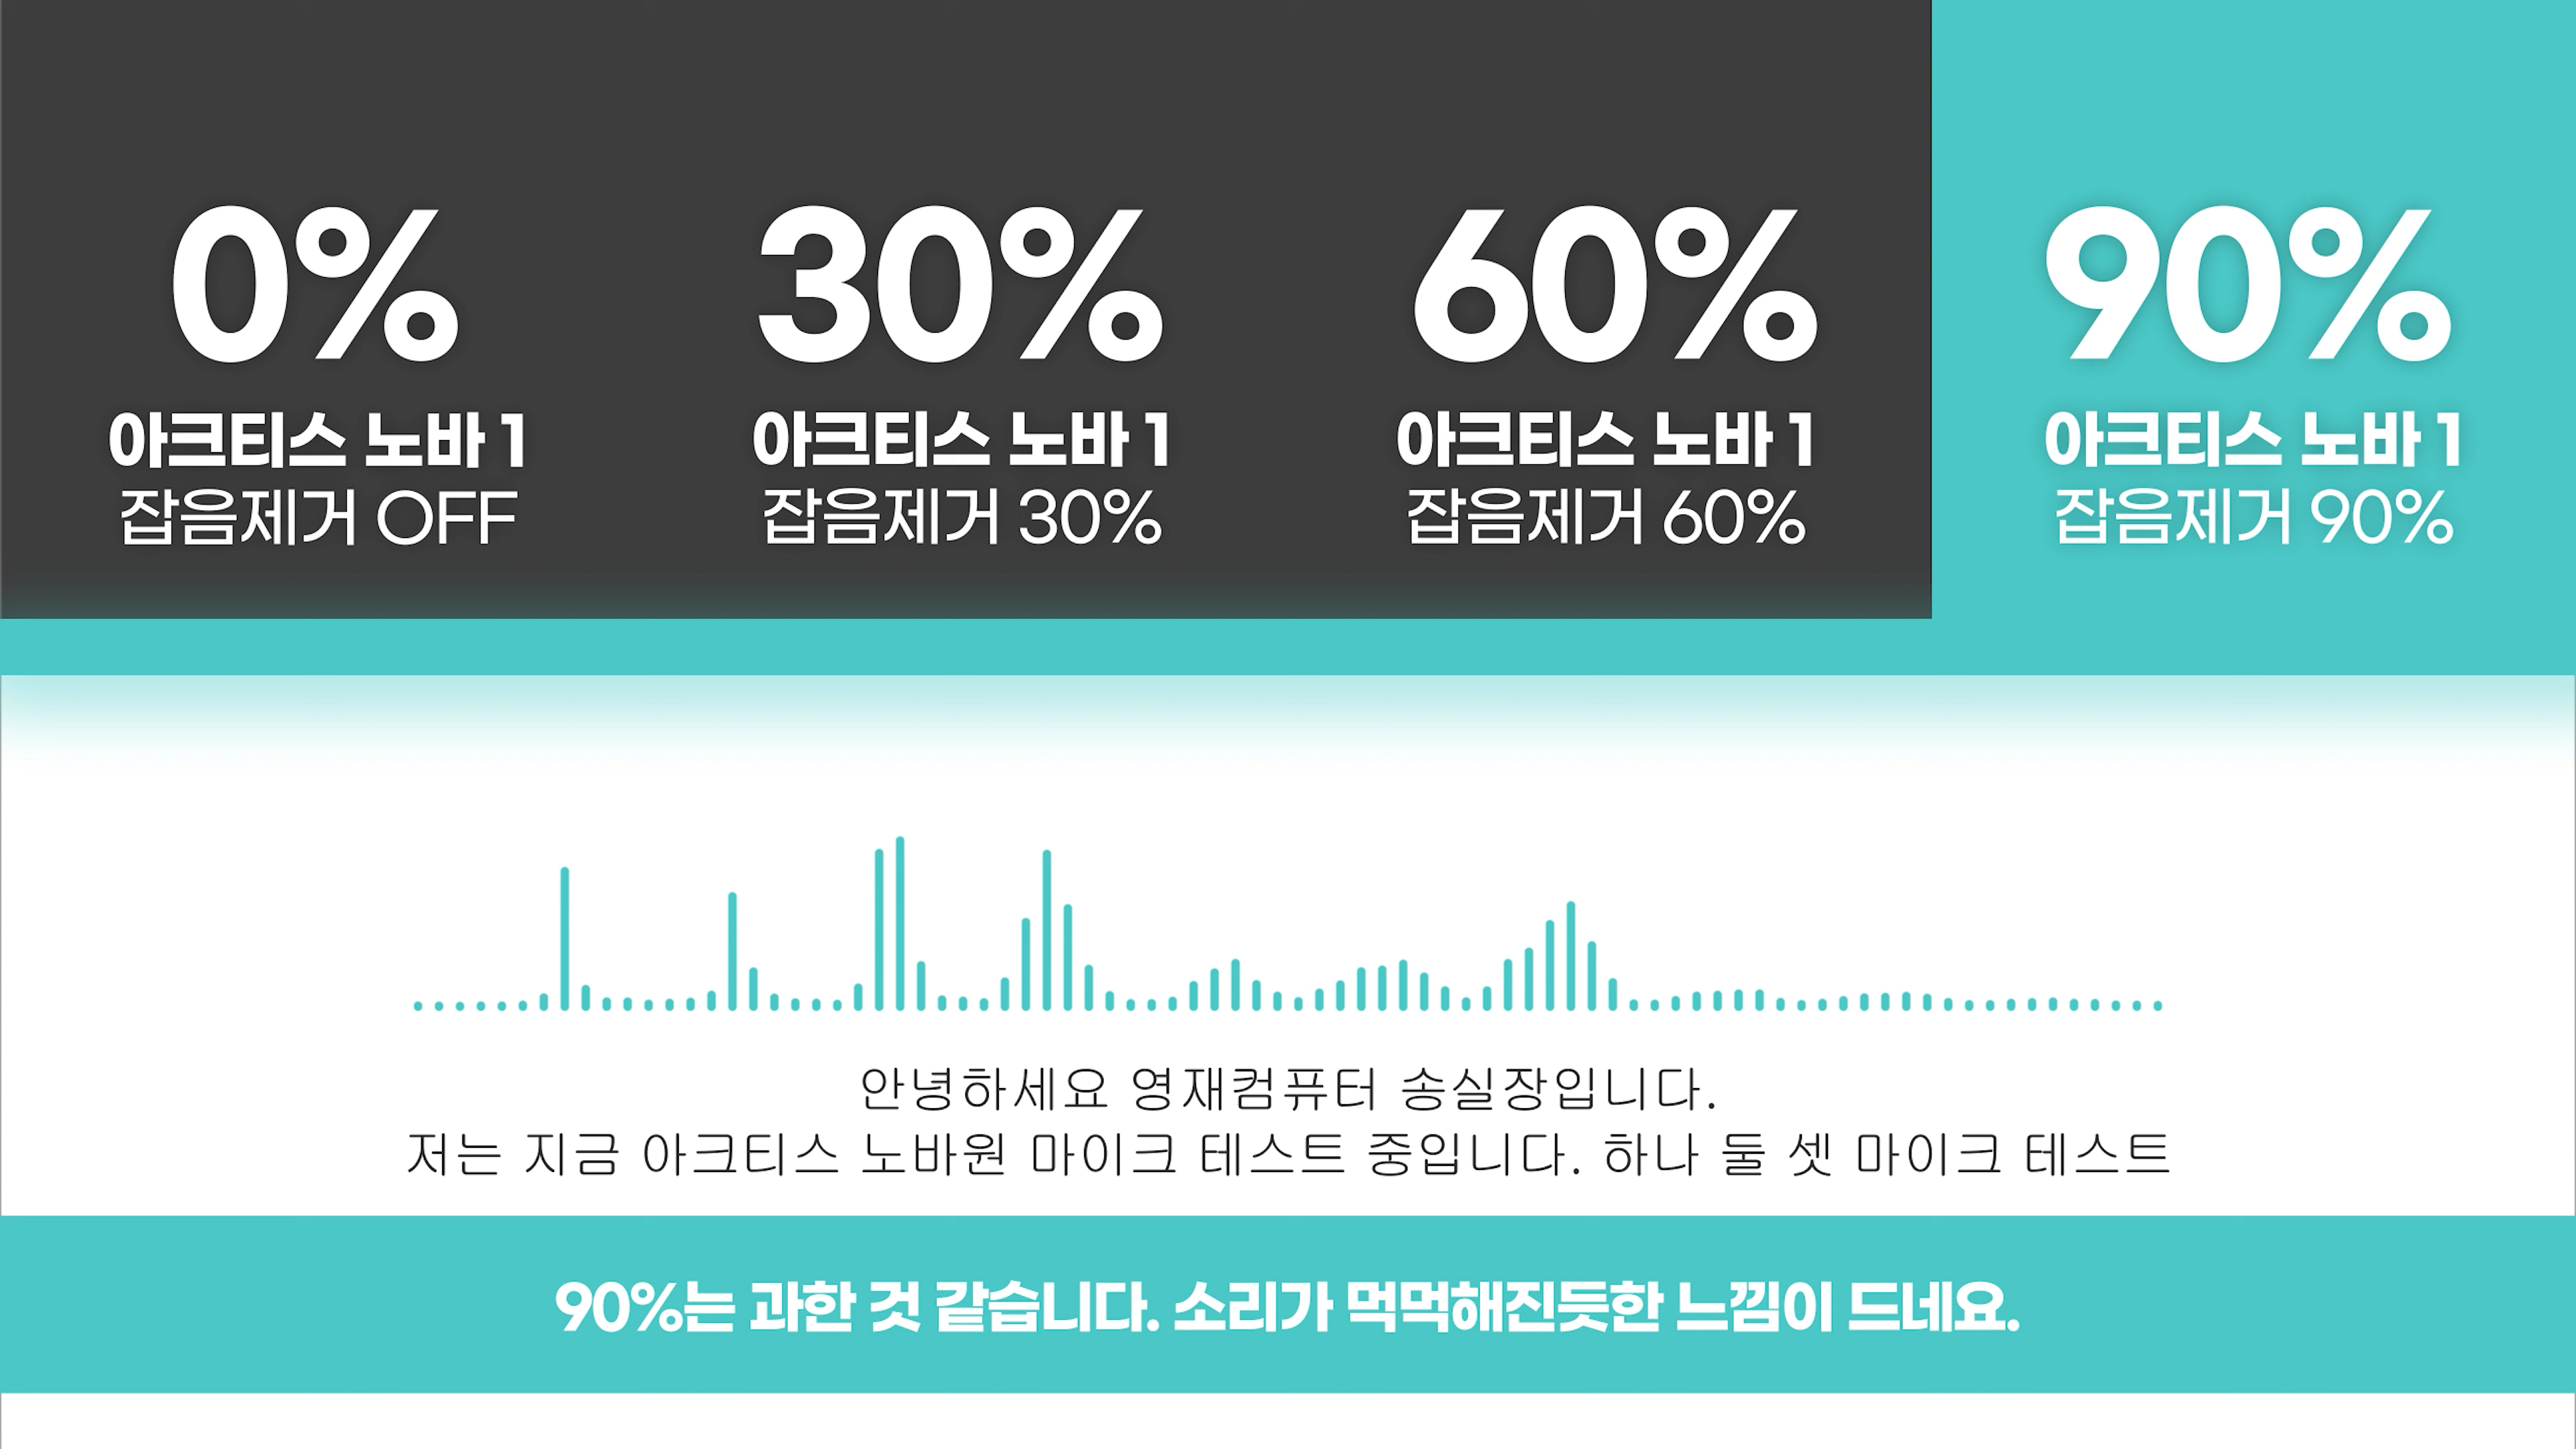 0%
아크티스 노바 1
잡음제거 OFF
30%
아크티스 노바 1
잡음제거 30%
60%
아크티스 노바 1
잡음제거 60%
90%
아크티스 노바 1
잡음제거 90%
안녕하세요 영재컴퓨터 송실장입니다.
저는 지금 아크티스 노바원 마이크 테스트 중입니다. 하나 둘 셋 마이크 테스트
90%는 과한 것 같습니다. 소리가 먹먹해진듯한 느낌이 드네요.